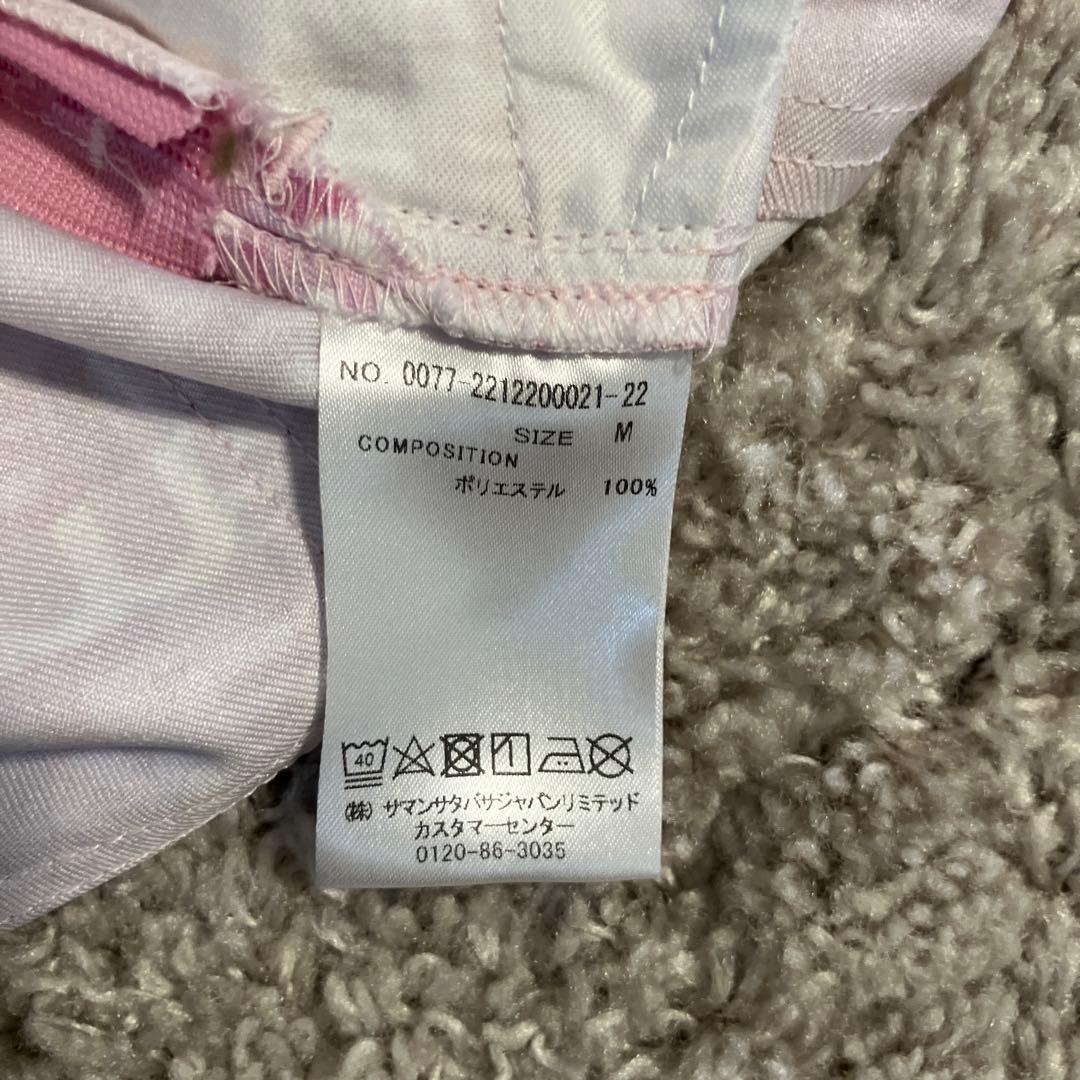 NO. 0077-2212200021-22
SIZE M
COMPOSITION
ポリエステル 100%
40
(株) サマンサタバサジャパンリミテッド
カスタマーセンター
0120-86-3035